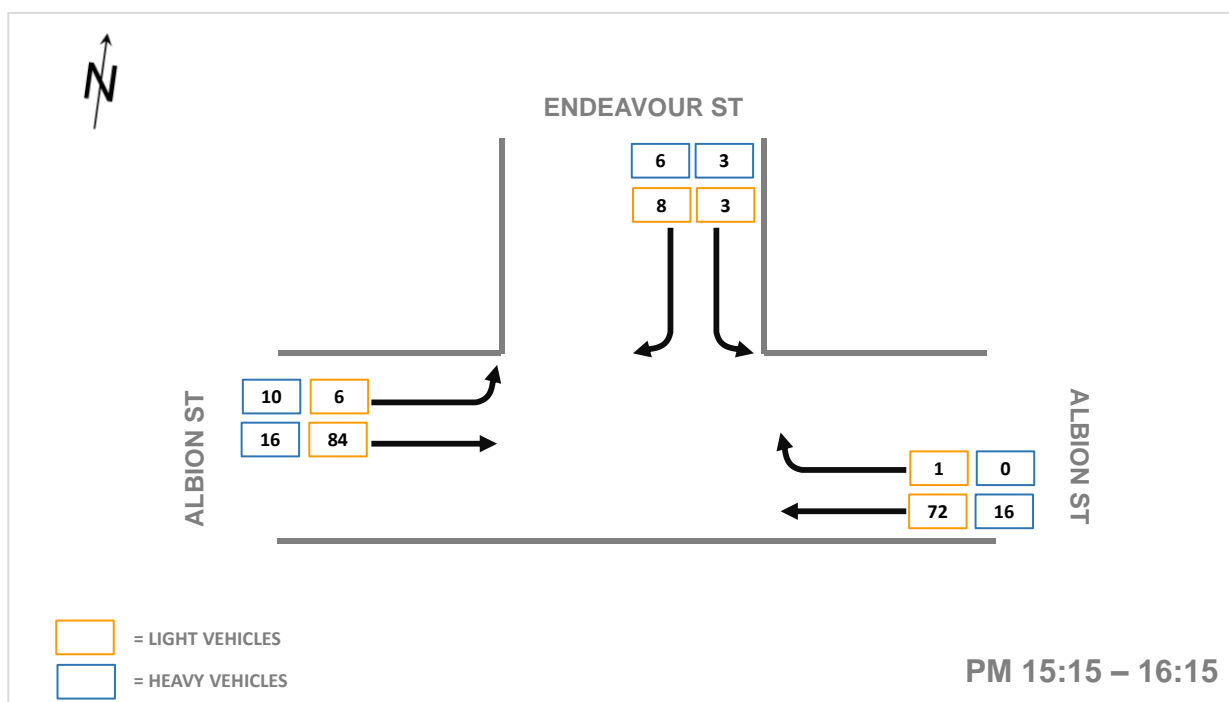 N
ENDEAVOUR ST
6 3
8 3
ALBION ST
10 6
16 84
ALBION ST
1 0
72 16
= LIGHT VEHICLES
= HEAVY VEHICLES
PM 15:15 – 16:15